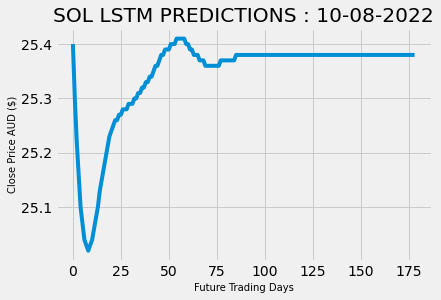 SOL LSTM PREDICTIONS : 10-08-2022
25.4
25.3
25.2
25.1
Close Price AUD ($)
0 25 50 75 100 125 150 175
Future Trading Days